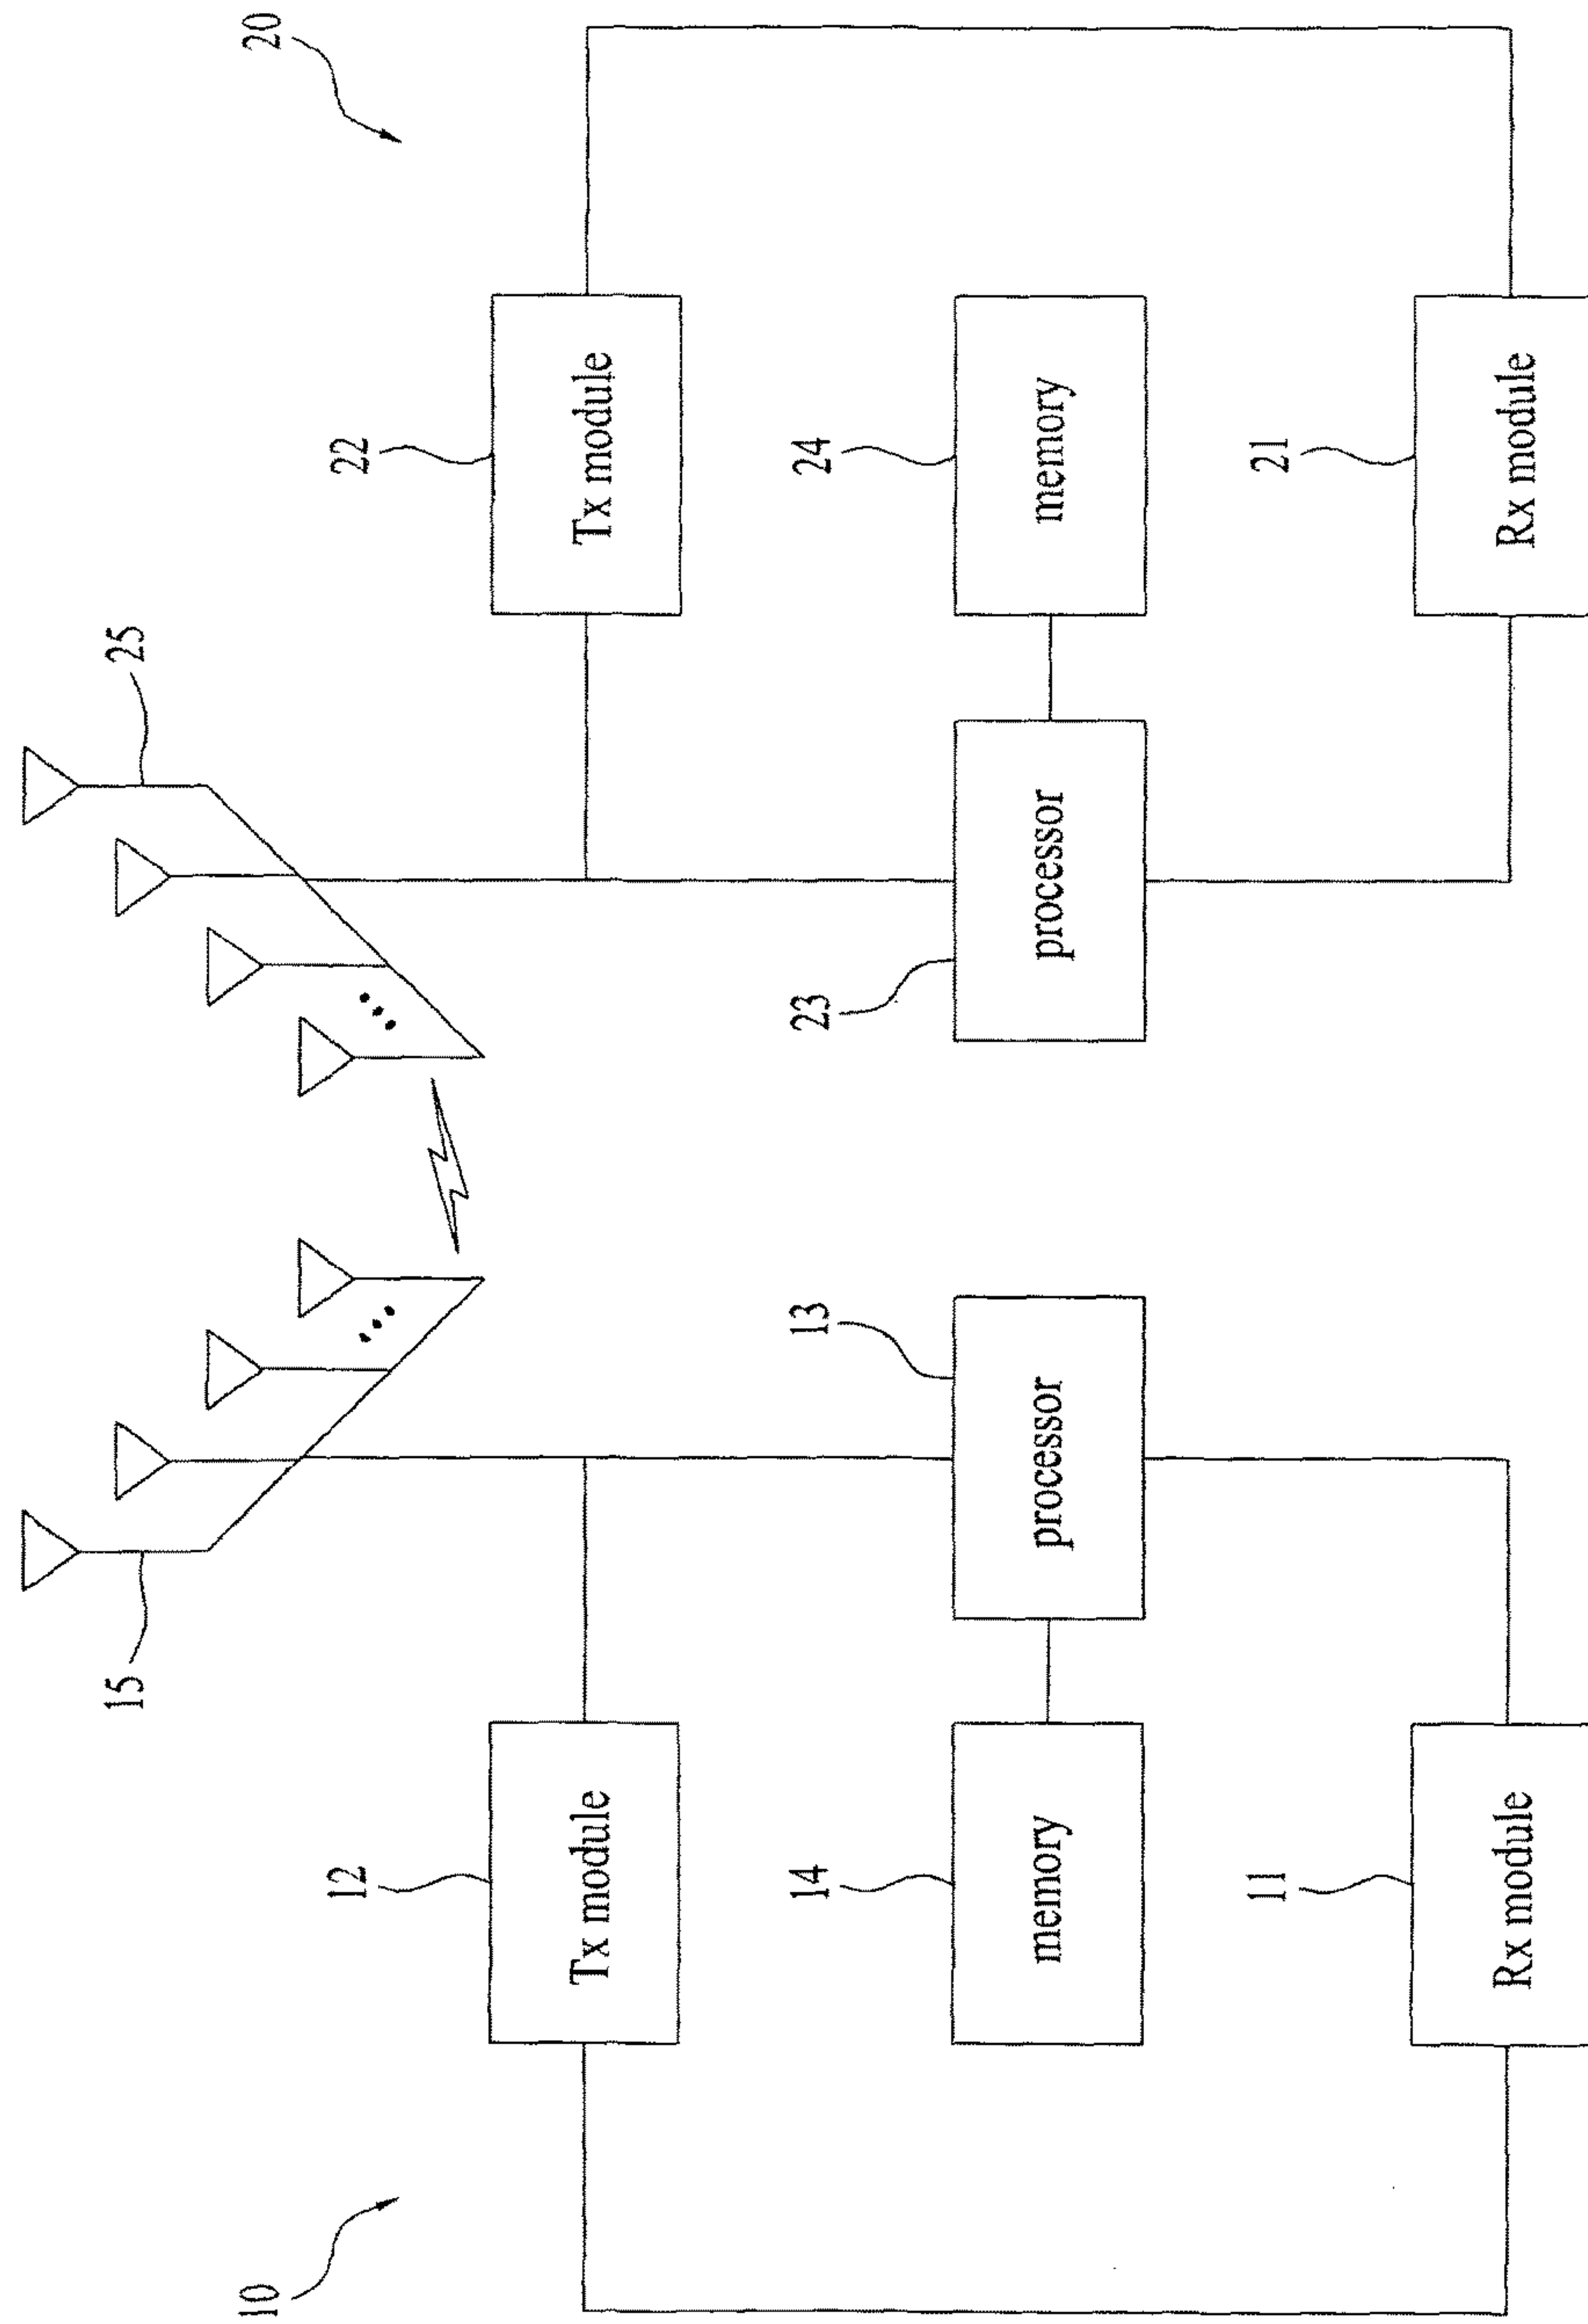 15
25
10
20
12
22
Tx module
Tx module
14
13
23
24
memory
processor
processor
memory
11
21
Rx module
Rx module